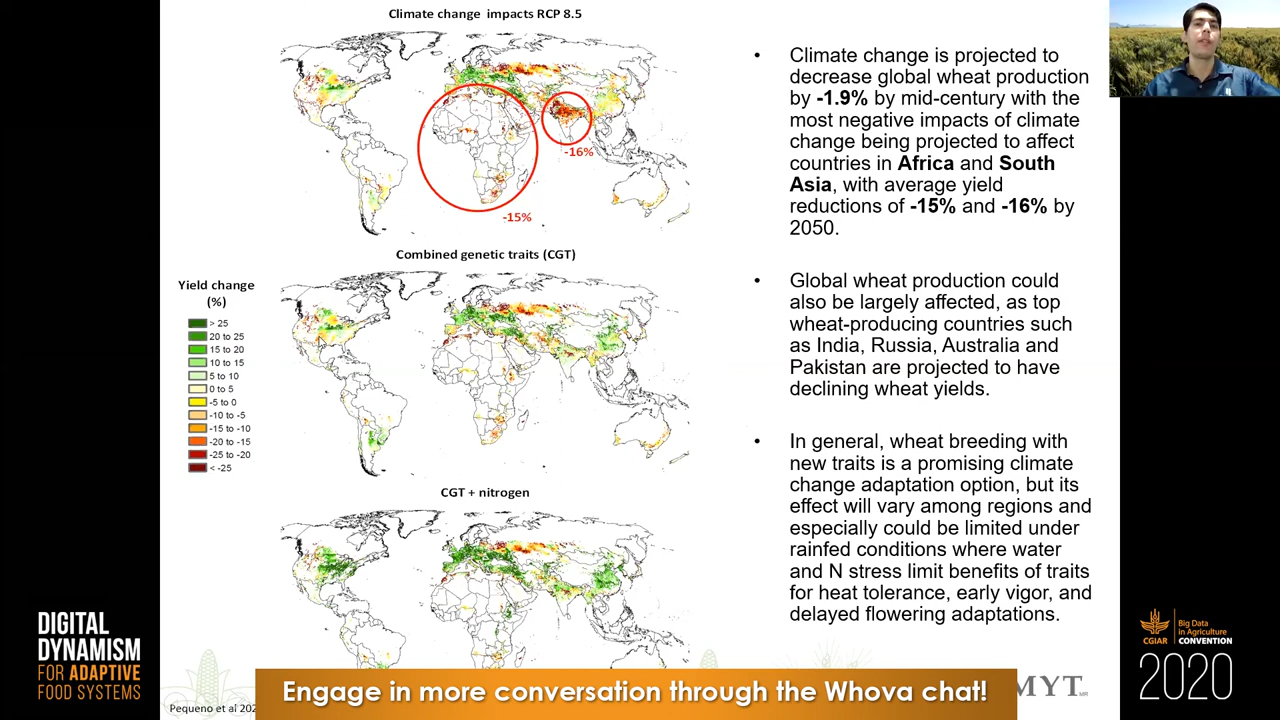 Climate change impacts RCP 8.5
-16%
-15%
Combined genetic traits (CGT)
Yield change
(%)
> 25
20 to 25
15 to 20
10 to 15
5 to 10
0 to 5
-5 to 0
-10 to -5
-15 to -10
-20 to -15
-25 to -20
< -25
CGT + nitrogen
• Climate change is projected to
decrease global wheat production
by -1.9% by mid-century with the
most negative impacts of climate
change being projected to affect
countries in Africa and South
Asia, with average yield
reductions of -15% and -16% by
2050.
• Global wheat production could
also be largely affected, as top
wheat-producing countries such
as India, Russia, Australia and
Pakistan are projected to have
declining wheat yields.
• In general, wheat breeding with
new traits is a promising climate
change adaptation option, but its
effect will vary among regions and
especially could be limited under
rainfed conditions where water
and N stress limit benefits of traits
for heat tolerance, early vigor, and
delayed flowering adaptations.
DIGITAL
DYNAMISM
FOR ADAPTIVE
FOOD SYSTEMS
Pequeno et al 202
Engage in more conversation through the Whova chat!
MYT
MR
CGIAR
Big Data
in Agriculture
CONVENTION
2020